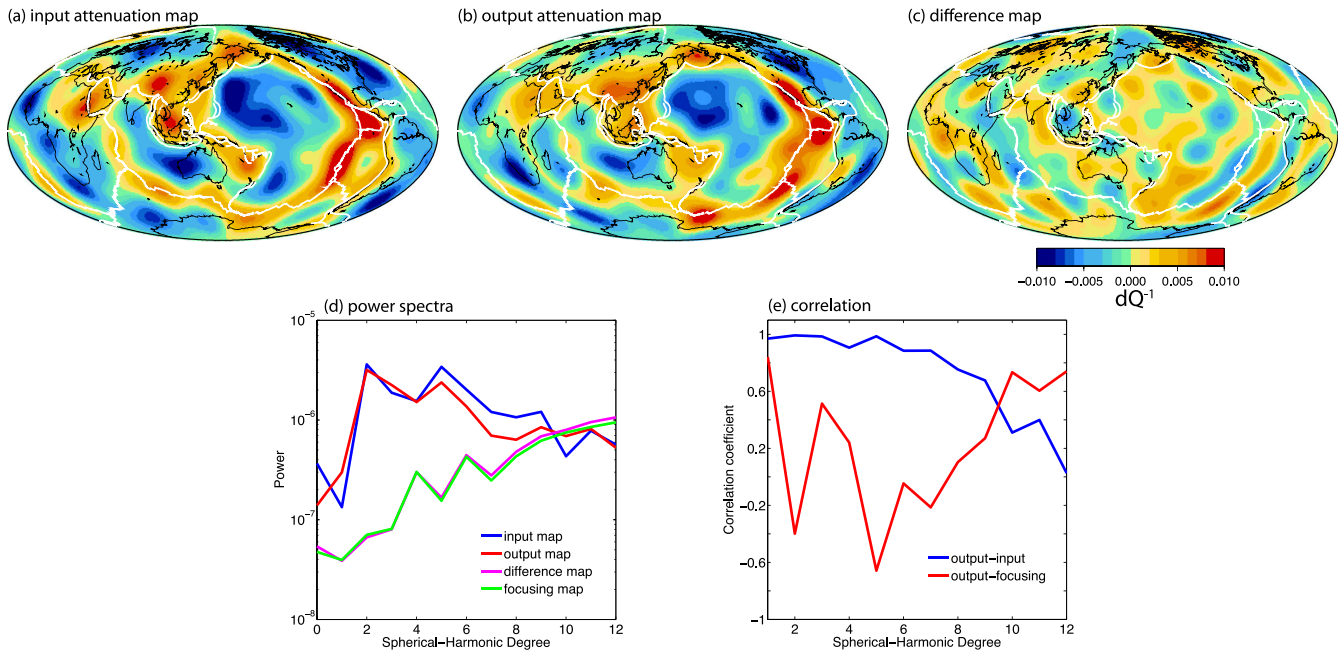 (a) input attenuation map
(b) output attenuation map
(c) difference map
−0.010 −0.005 0.000 0.005 0.010
dQ⁻¹
(d) power spectra
10⁻⁵
10⁻⁶
10⁻⁷
10⁻⁸
Power
0 2 4 6 8 10 12
Spherical−Harmonic Degree
input map
output map
difference map
focusing map
(e) correlation
1
0.6
0.2
−0.2
−0.6
−1
Correlation coefficient
2 4 6 8 10 12
Spherical−Harmonic Degree
output−input
output−focusing